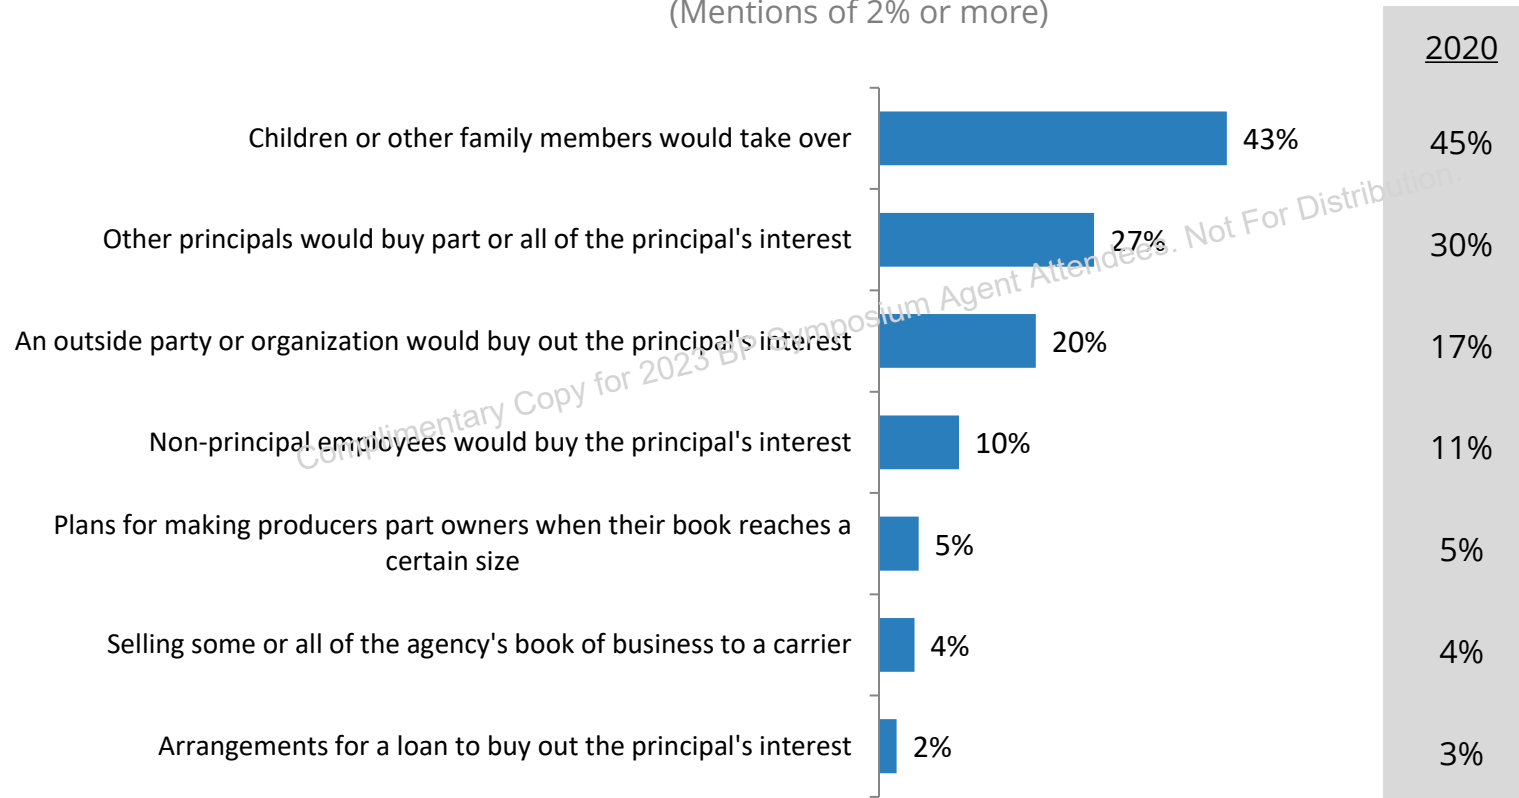 (Mentions of 2% or more)
2020
Children or other family members would take over 43% 45%
Other principals would buy part or all of the principal's interest 27% 30%
An outside party or organization would buy out the principal's interest 20% 17%
Non-principal employees would buy the principal's interest 10% 11%
Plans for making producers part owners when their book reaches a
certain size 5% 5%
Selling some or all of the agency's book of business to a carrier 4% 4%
Arrangements for a loan to buy out the principal's interest 2% 3%
Complimentary Copy for 2023 BP Symposium Agent Attendees. Not For Distribution.